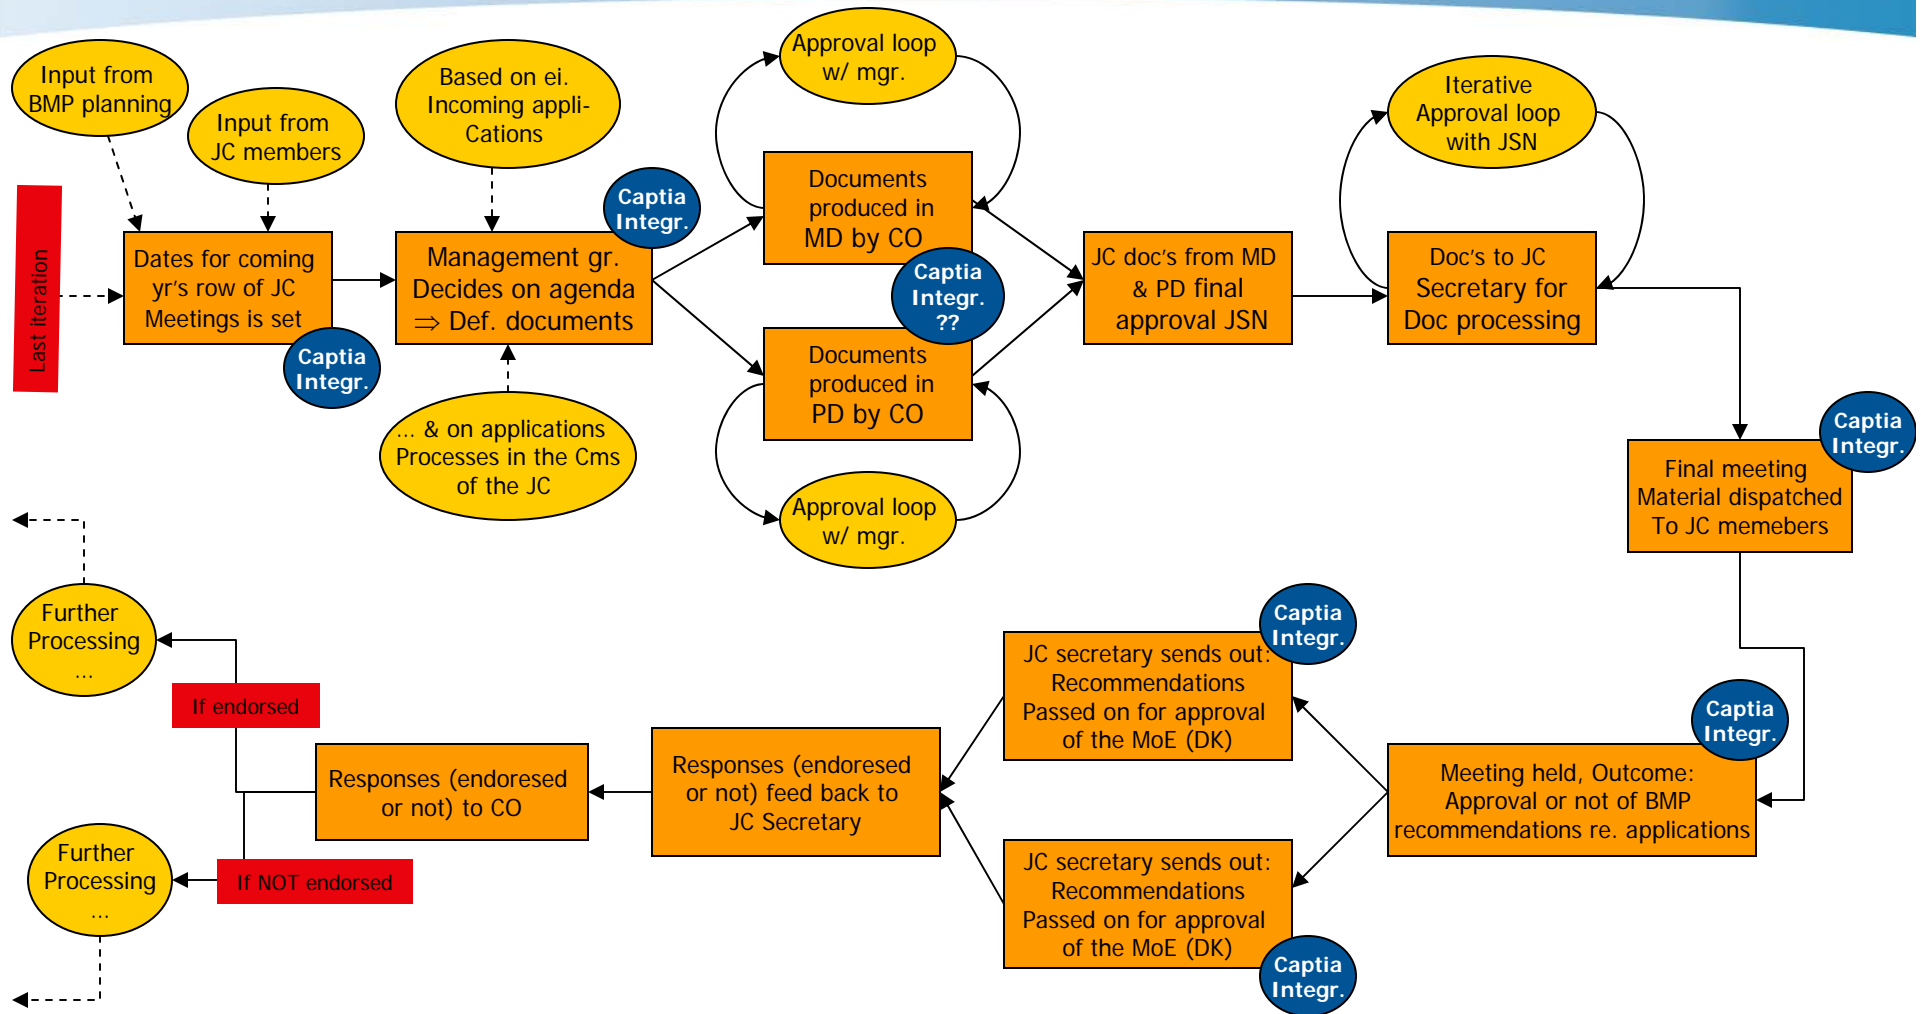 Input from
BMP planning
Input from
JC members
Based on ei.
Incoming appli-
Cations
Approval loop
w/ mgr.
Iterative
Approval loop
with JSN
Last iteration
Dates for coming
yr's row of JC
Meetings is set
Captia
Integr.
Management gr.
Decides on agenda
⇒ Def. documents
Captia
Integr.
... & on applications
Processes in the Cms
of the JC
Documents
produced in
MD by CO
Captia
Integr.
??
Documents
produced in
PD by CO
Approval loop
w/ mgr.
JC doc's from MD
& PD final
approval JSN
Doc's to JC
Secretary for
Doc processing
Captia
Integr.
Final meeting
Material dispatched
To JC memebers
Captia
Integr.
Meeting held, Outcome:
Approval or not of BMP
recommendations re. applications
Captia
Integr.
JC secretary sends out:
Recommendations
Passed on for approval
of the MoE (DK)
JC secretary sends out:
Recommendations
Passed on for approval
of the MoE (DK)
Captia
Integr.
Responses (endoresed
or not) feed back to
JC Secretary
Responses (endoresed
or not) to CO
If endorsed
Further
Processing
...
If NOT endorsed
Further
Processing
...